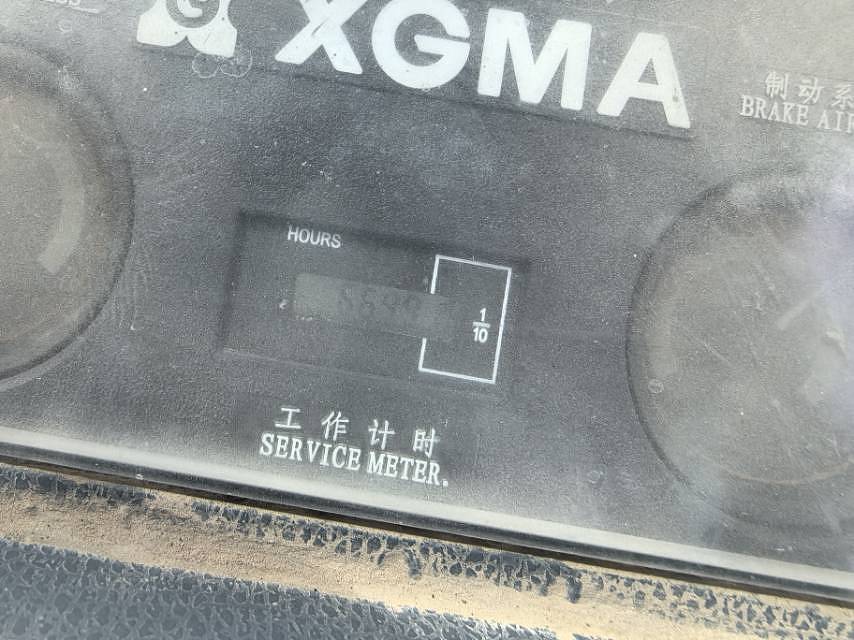 XGMA
制动系
BRAKE AIR
HOURS
1
10
工作计时
SERVICE METER.